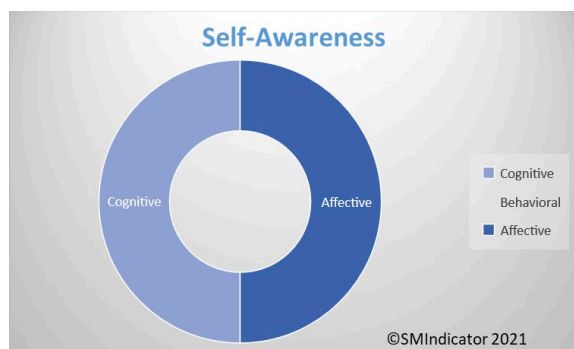 Self-Awareness
Cognitive
Affective
Cognitive
Behavioral
Affective
©SMIndicator 2021